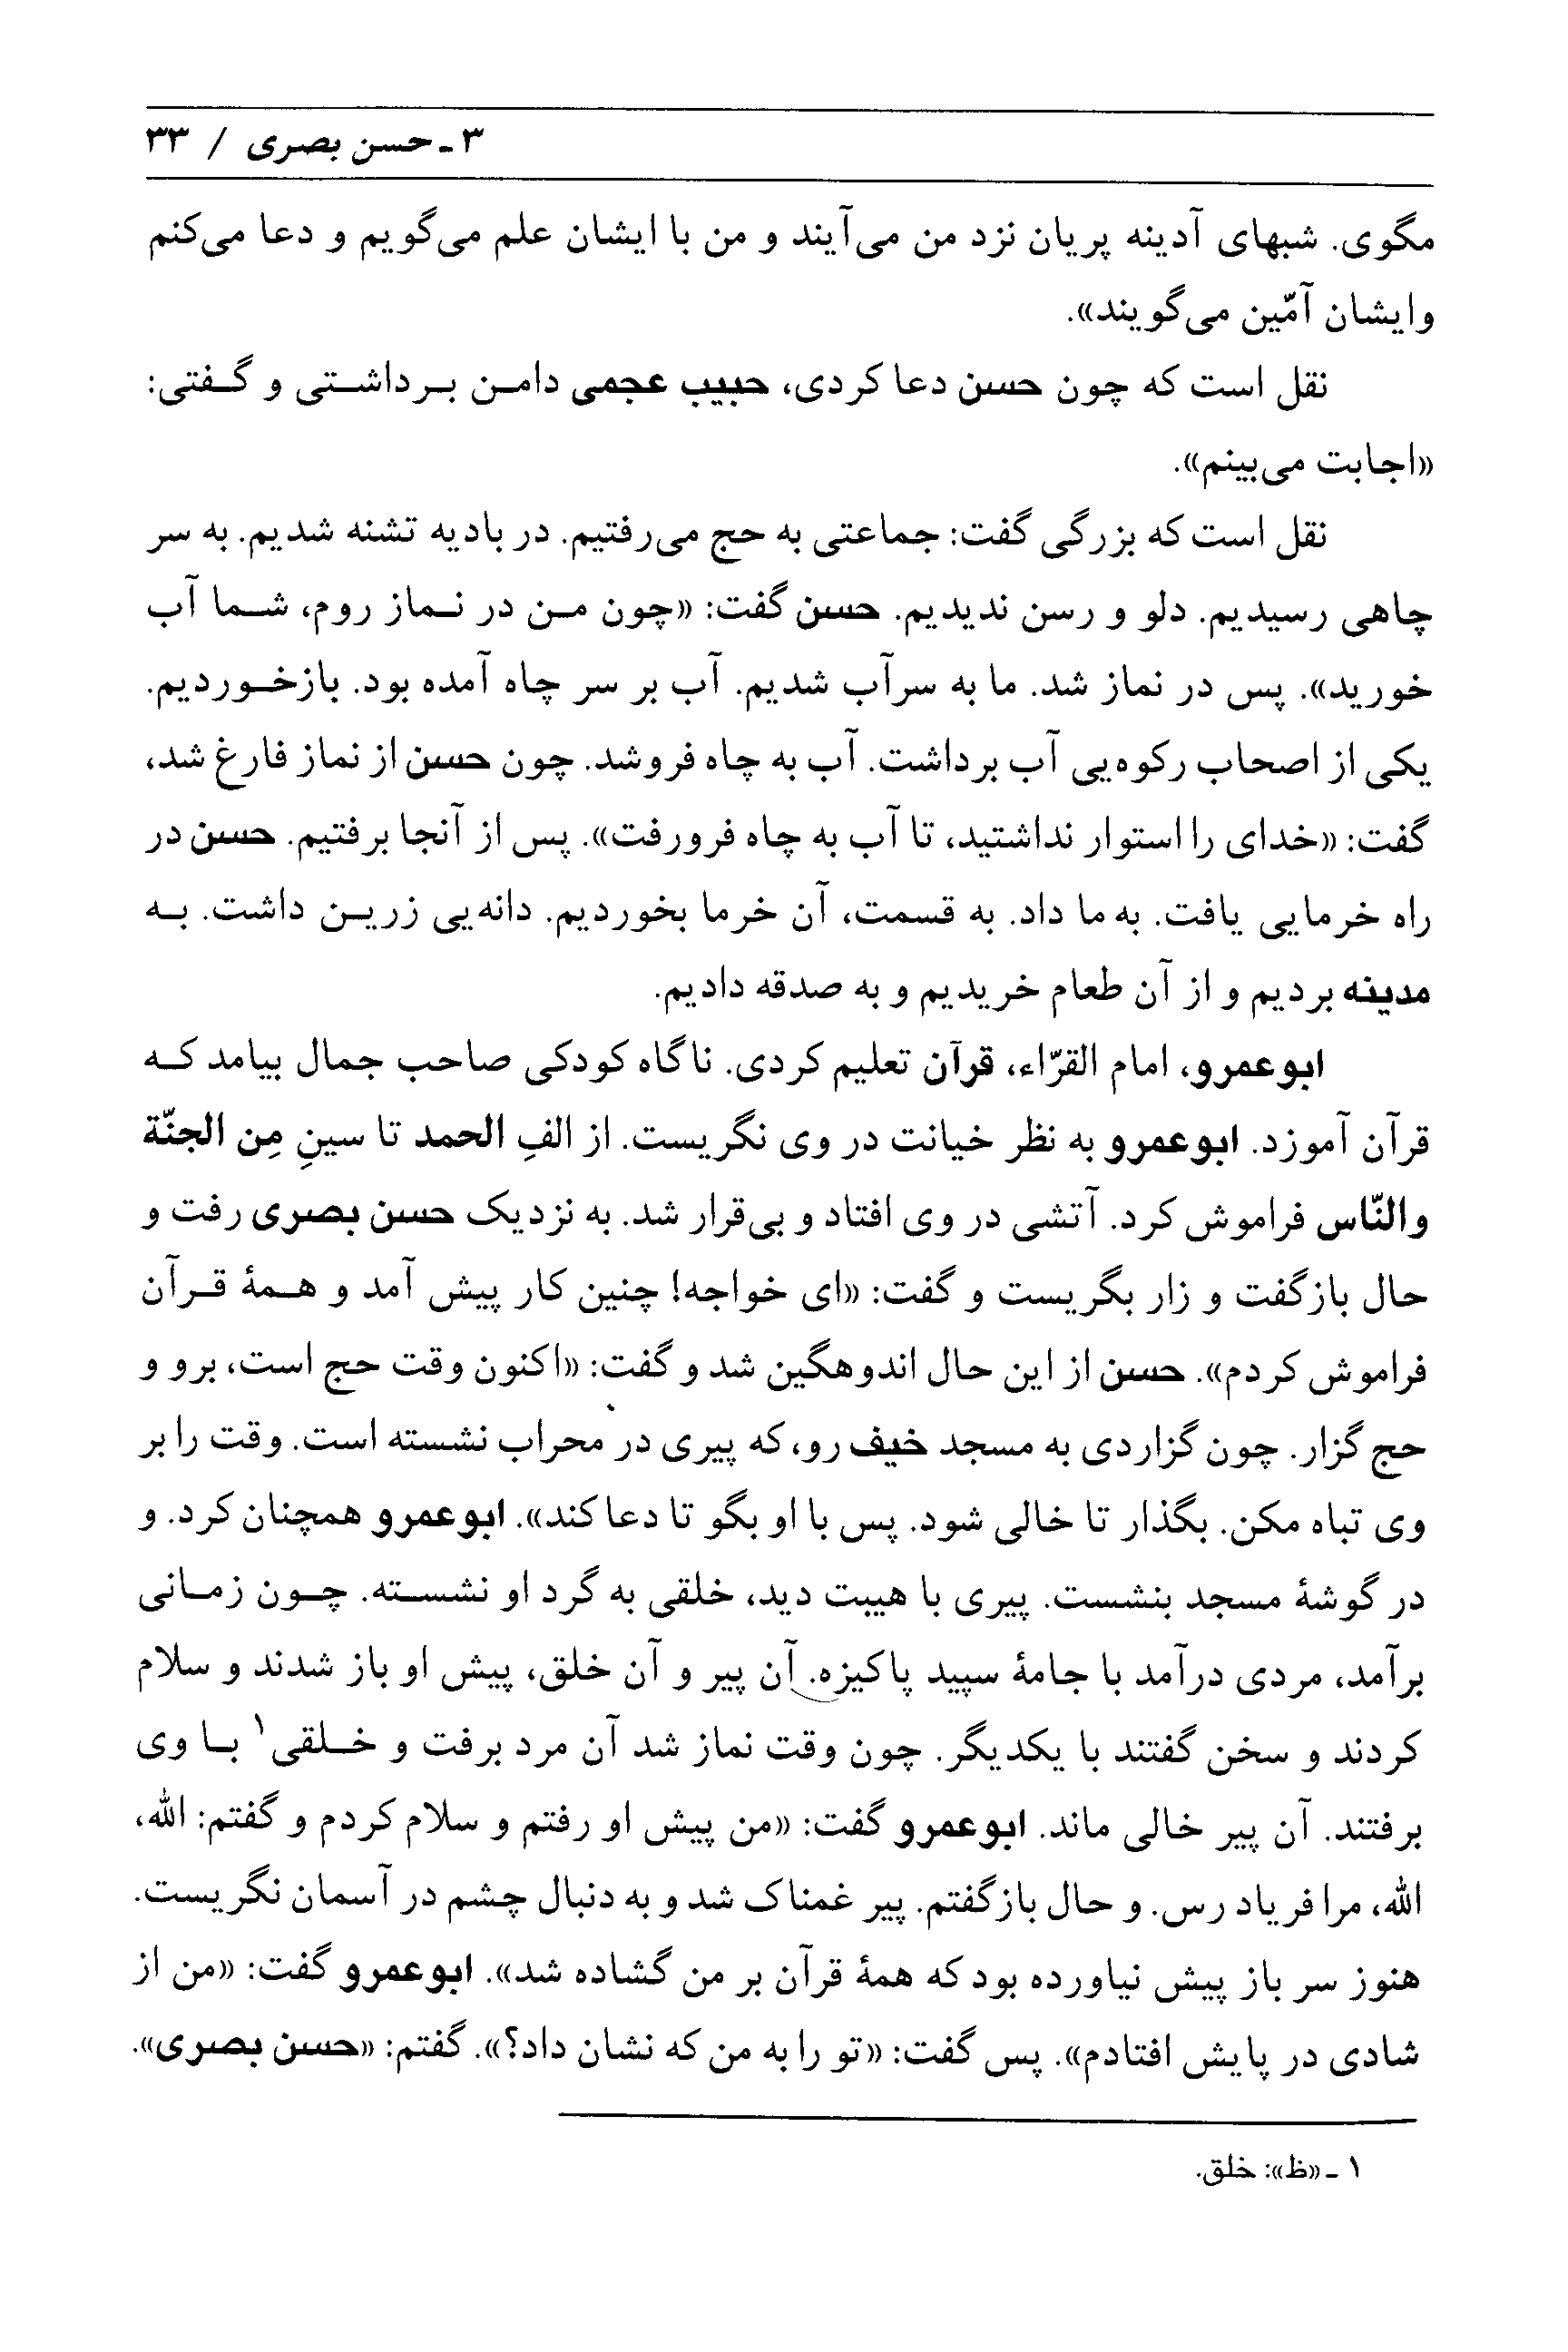 ۳ ـ حسن بصری / ۳۳
مگوی. شبهای آدینه پریان نزد من می‌آیند و من با ایشان علم می‌گویم و دعا می‌کنم
وایشان آمّین می‌گویند».
نقل است که چون حسن دعا کردی، حبیب عجمی دامن برداشتی و گفتی:
«اجابت می‌بینم».
نقل است که بزرگی گفت: جماعتی به حج می‌رفتیم. در بادیه تشنه شدیم. به سر
چاهی رسیدیم. دلو و رسن ندیدیم. حسن گفت: «چون من در نماز روم، شما آب
خورید». پس در نماز شد. ما به سرآب شدیم. آب بر سر چاه آمده بود. بازخوردیم.
یکی از اصحاب رکوه‌یی آب برداشت. آب به چاه فروشد. چون حسن از نماز فارغ شد،
گفت: «خدای را استوار نداشتید، تا آب به چاه فرورفت». پس از آنجا برفتیم. حسن در
راه خرمایی یافت. به ما داد. به قسمت، آن خرما بخوردیم. دانه‌یی زرین داشت. به
مدینه بردیم و از آن طعام خریدیم و به صدقه دادیم.
ابوعمرو، امام القرّاء، قرآن تعلیم کردی. ناگاه کودکی صاحب جمال بیامد که
قرآن آموزد. ابوعمرو به نظر خیانت در وی نگریست. از الفِ الحمد تا سینِ مِن الجنّة
والنّاس فراموش کرد. آتشی در وی افتاد و بی‌قرار شد. به نزدیک حسن بصری رفت و
حال بازگفت و زار بگریست و گفت: «ای خواجه! چنین کار پیش آمد و همهٔ قرآن
فراموش کردم». حسن از این حال اندوهگین شد و گفت: «اکنون وقت حج است، برو و
حج گزار. چون گزاردی به مسجد خیف رو، که پیری در محراب نشسته است. وقت را بر
وی تباه مکن. بگذار تا خالی شود. پس با او بگو تا دعا کند». ابوعمرو همچنان کرد. و
در گوشهٔ مسجد بنشست. پیری با هیبت دید، خلقی به گرد او نشسته. چون زمانی
برآمد، مردی درآمد با جامهٔ سپید پاکیزه. آن پیر و آن خلق، پیش او باز شدند و سلام
کردند و سخن گفتند با یکدیگر. چون وقت نماز شد آن مرد برفت و خلقی۱ با وی
برفتند. آن پیر خالی ماند. ابوعمرو گفت: «من پیش او رفتم و سلام کردم و گفتم: الله،
الله، مرا فریاد رس. و حال بازگفتم. پیر غمناک شد و به دنبال چشم در آسمان نگریست.
هنوز سر باز پیش نیاورده بود که همهٔ قرآن بر من گشاده شد». ابوعمرو گفت: «من از
شادی در پایش افتادم». پس گفت: «تو را به من که نشان داد؟». گفتم: «حسن بصری».
۱ ـ «ظ»: خلق.